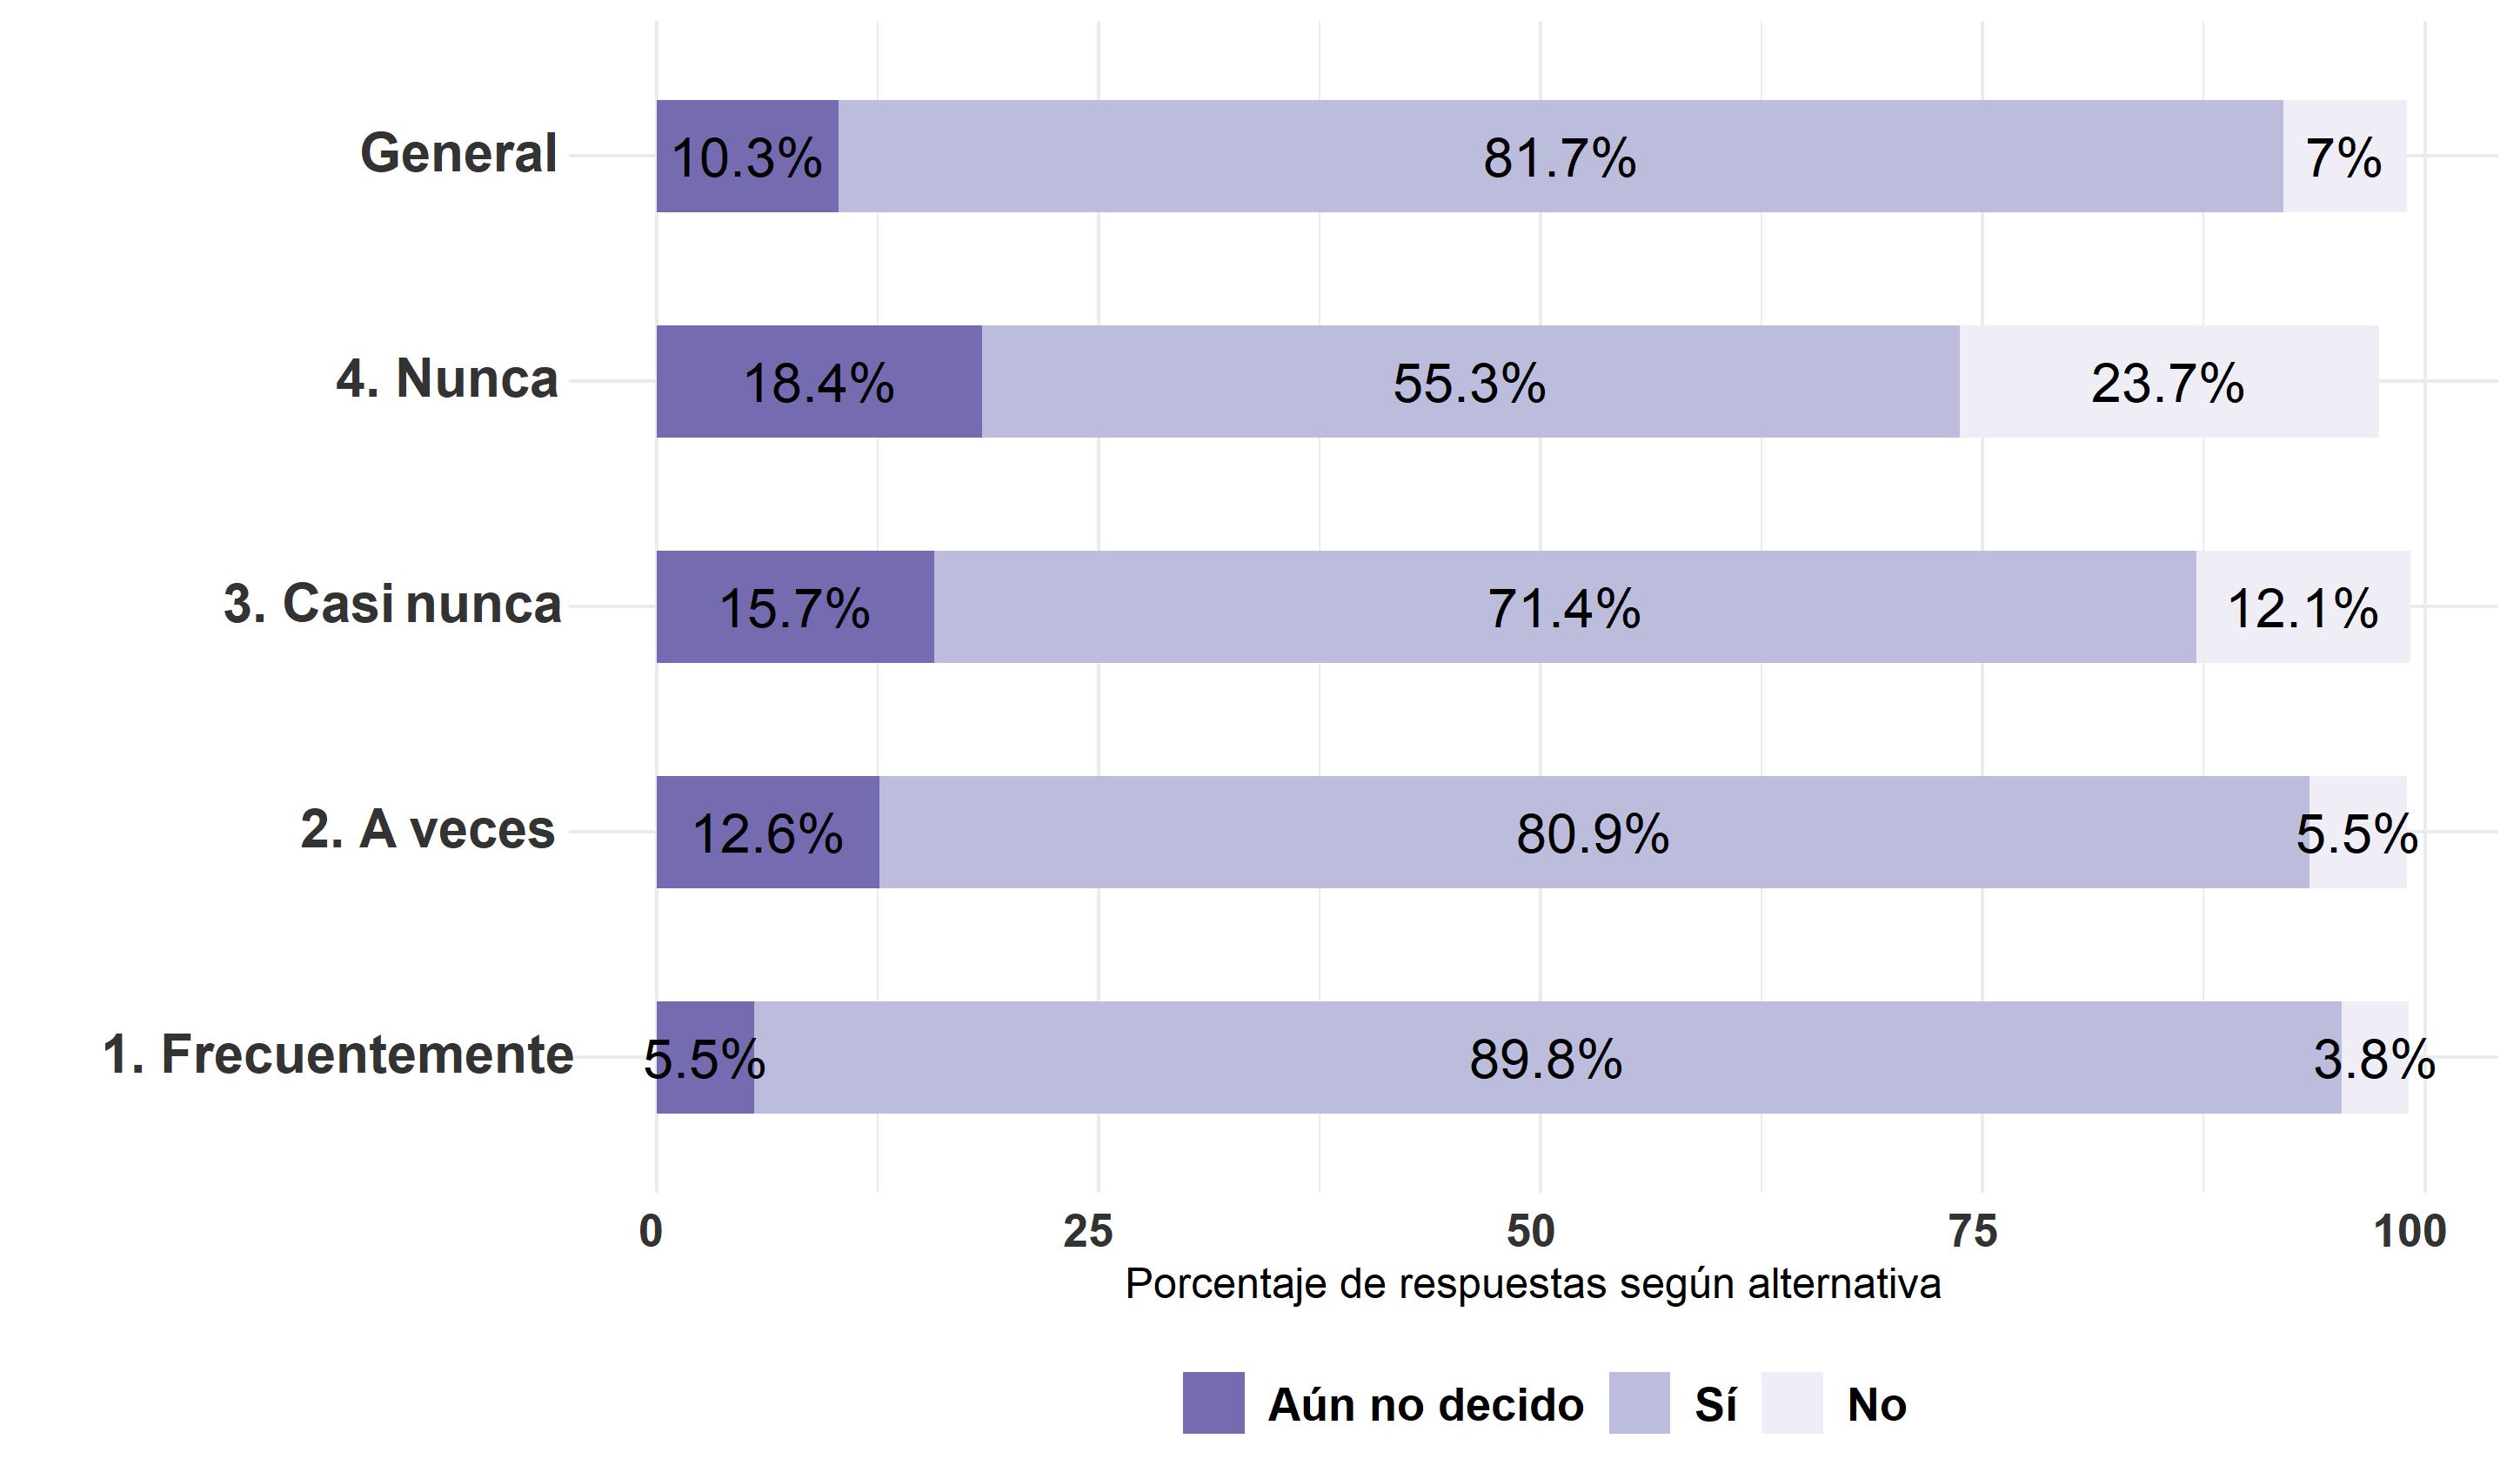 General 10.3% 81.7% 7%
4. Nunca 18.4% 55.3% 23.7%
3. Casi nunca 15.7% 71.4% 12.1%
2. A veces 12.6% 80.9% 5.5%
1. Frecuentemente 5.5% 89.8% 3.8%
0 25 50 75 100
Porcentaje de respuestas según alternativa
Aún no decido Sí No